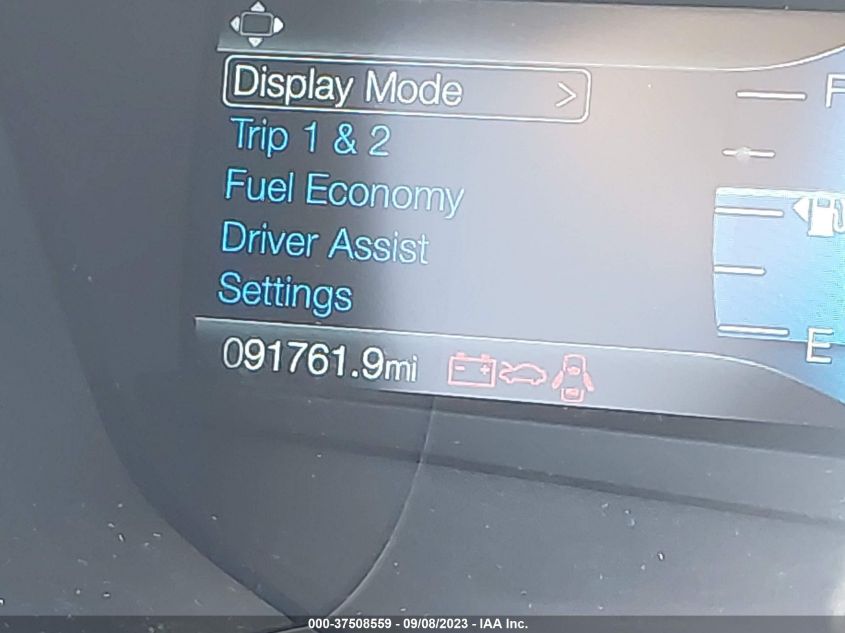 Display Mode >
F
Trip 1 & 2
Fuel Economy
Driver Assist
Settings
E
091761.9mi
000-37508559 - 09/08/2023 - IAA Inc.